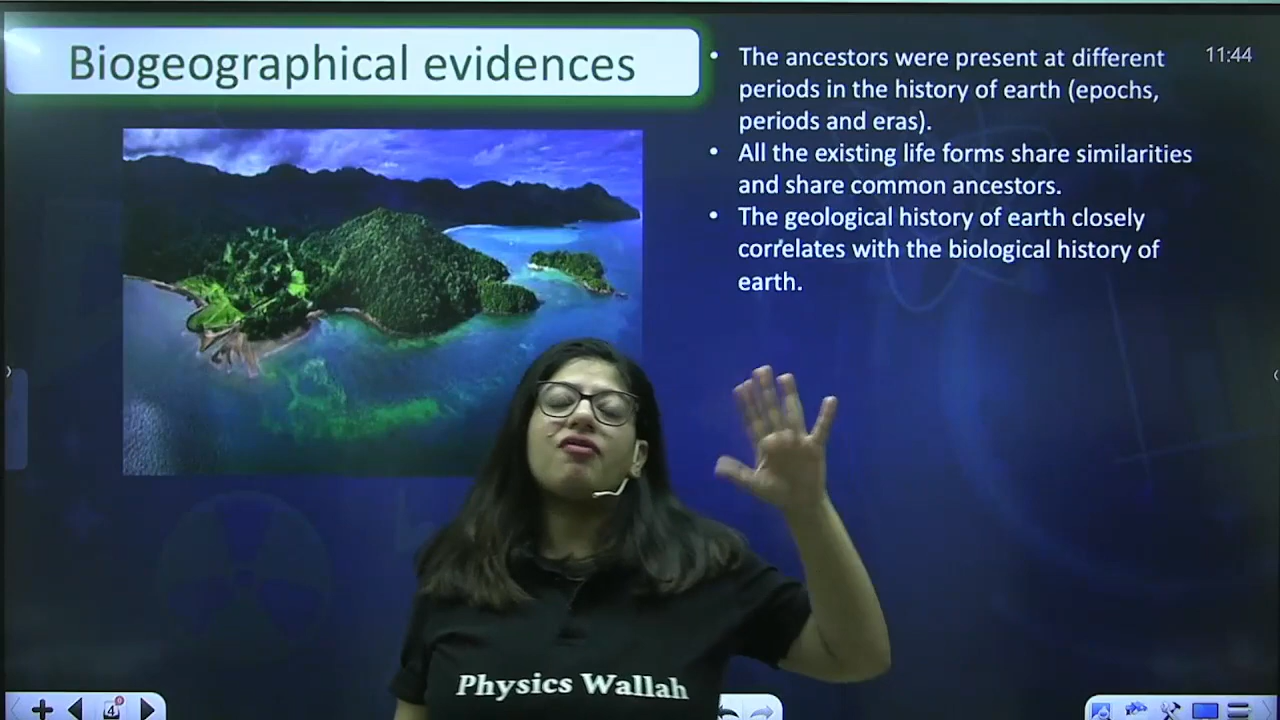 Biogeographical evidences
• The ancestors were present at different
periods in the history of earth (epochs,
periods and eras).
• All the existing life forms share similarities
and share common ancestors.
• The geological history of earth closely
correlates with the biological history of
earth.
11:44
Physics Wallah
4